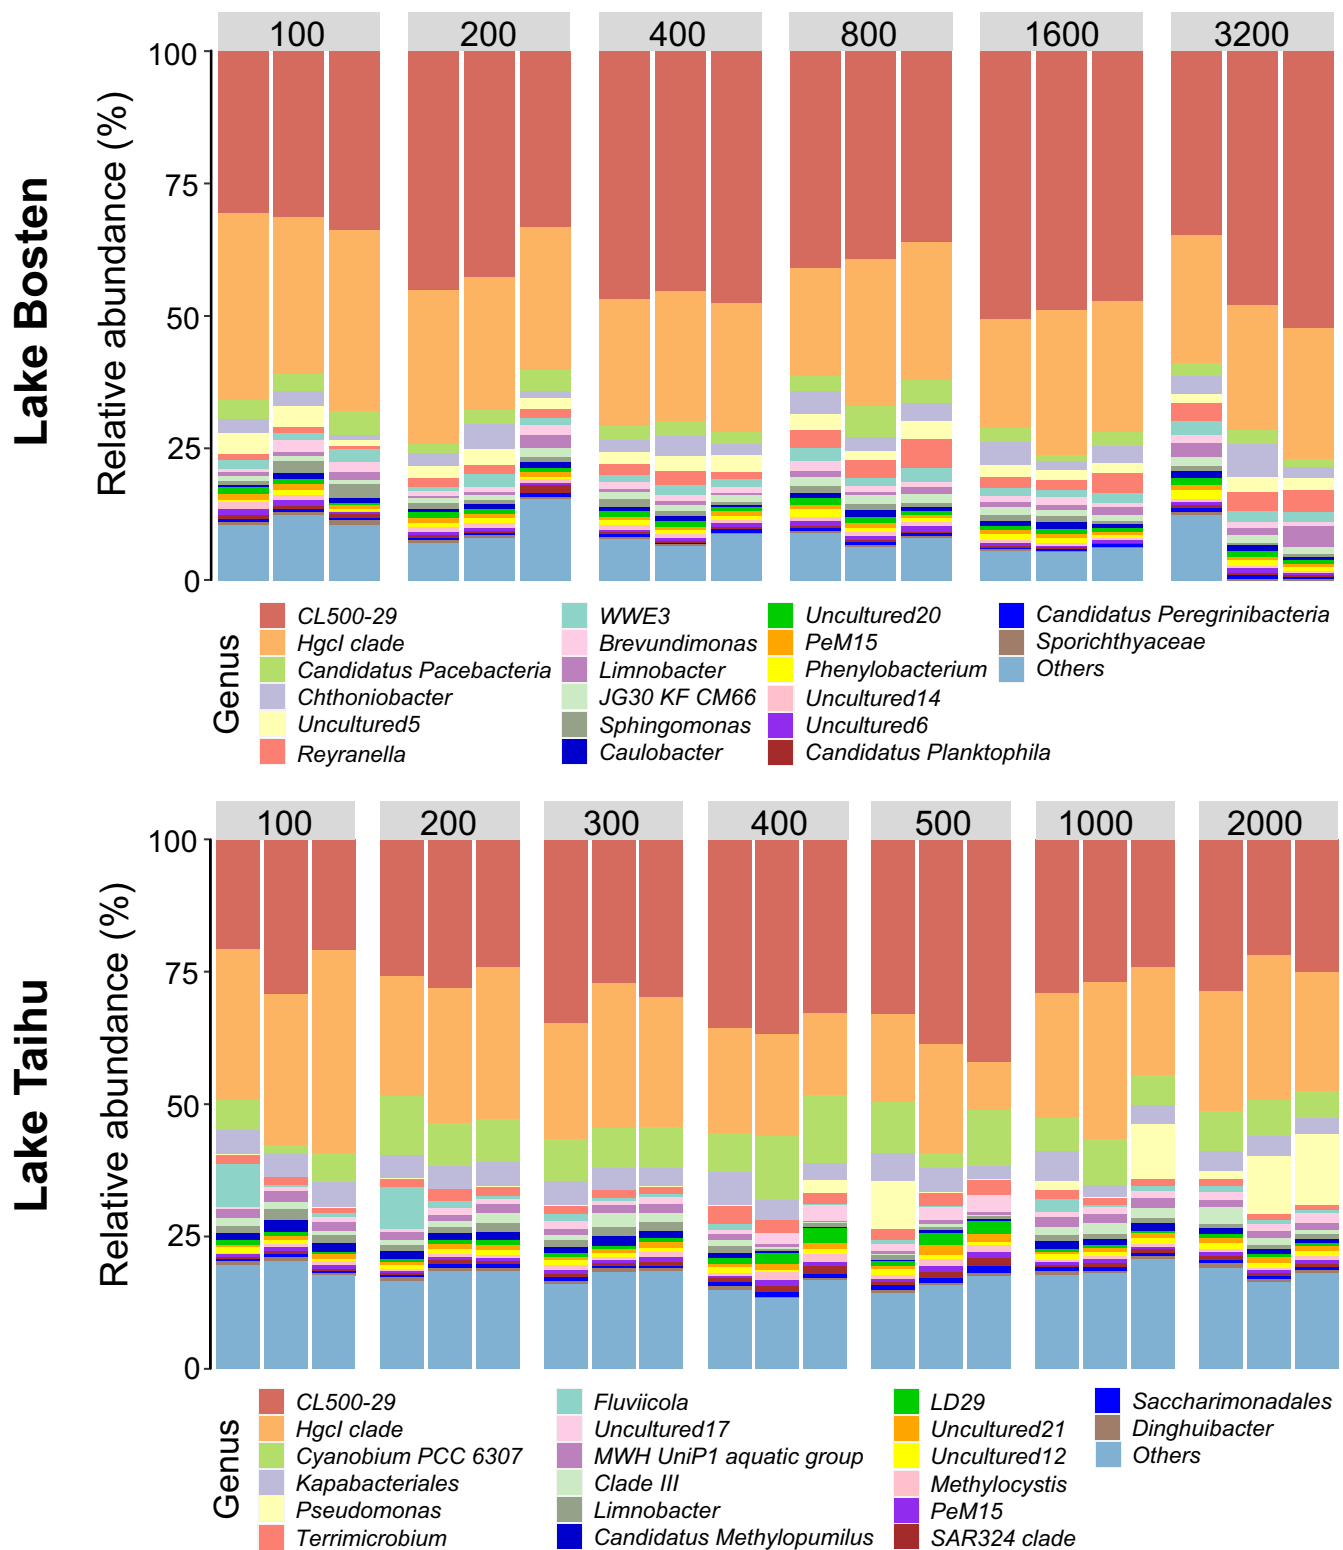 100 200 400 800 1600 3200
100
75
50
25
0
Relative abundance (%)
Lake Bosten
Genus
CL500-29
HgcI clade
Candidatus Pacebacteria
Chthoniobacter
Uncultured5
Reyranella
WWE3
Brevundimonas
Limnobacter
JG30 KF CM66
Sphingomonas
Caulobacter
Uncultured20
PeM15
Phenylobacterium
Uncultured14
Uncultured6
Candidatus Planktophila
Candidatus Peregrinibacteria
Sporichthyaceae
Others
100 200 300 400 500 1000 2000
100
75
50
25
0
Relative abundance (%)
Lake Taihu
Genus
CL500-29
HgcI clade
Cyanobium PCC 6307
Kapabacteriales
Pseudomonas
Terrimicrobium
Fluviicola
Uncultured17
MWH UniP1 aquatic group
Clade III
Limnobacter
Candidatus Methylopumilus
LD29
Uncultured21
Uncultured12
Methylocystis
PeM15
SAR324 clade
Saccharimonadales
Dinghuibacter
Others